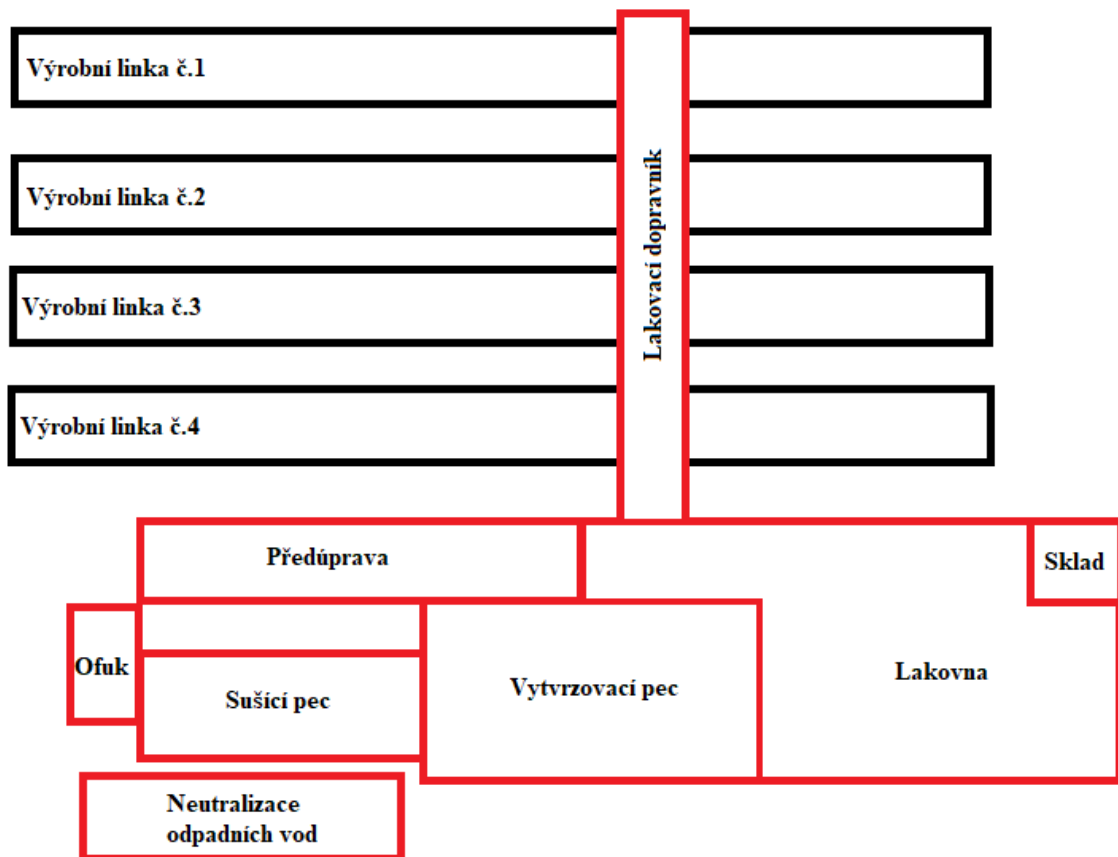 Výrobní linka č.1
Výrobní linka č.2
Výrobní linka č.3
Výrobní linka č.4
Lakovací dopravník
Předúprava
Sklad
Ofuk
Sušící pec
Vytvrzovací pec
Lakovna
Neutralizace
odpadních vod